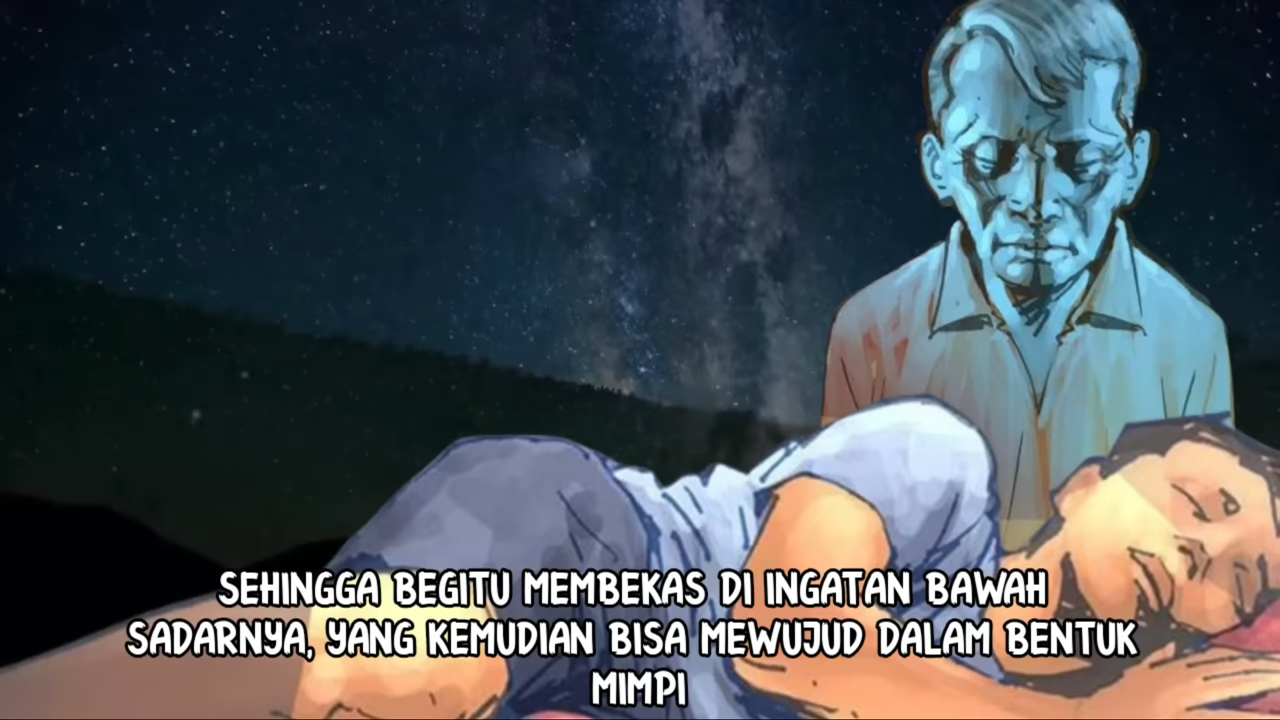 SEHINGGA BEGITU MEMBEKAS DI INGATAN BAWAH
SADARNYA, YANG KEMUDIAN BISA MEWUJUD DALAM BENTUK
MIMPI